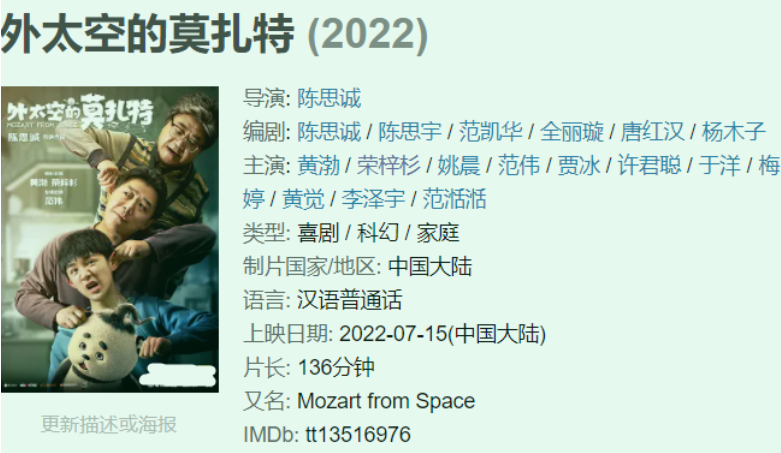 外太空的莫扎特 (2022)
外太空的莫扎特
MOZART FROM SPACE
陈思诚
黄渤 荣梓杉
范伟
导演: 陈思诚
编剧: 陈思诚 / 陈思宇 / 范凯华 / 全丽璇 / 唐红汉 / 杨木子
主演: 黄渤 / 荣梓杉 / 姚晨 / 范伟 / 贾冰 / 许君聪 / 于洋 / 梅
婷 / 黄觉 / 李泽宇 / 范湉湉
类型: 喜剧 / 科幻 / 家庭
制片国家/地区: 中国大陆
语言: 汉语普通话
上映日期: 2022-07-15(中国大陆)
片长: 136分钟
又名: Mozart from Space
IMDb: tt13516976
更新描述或海报